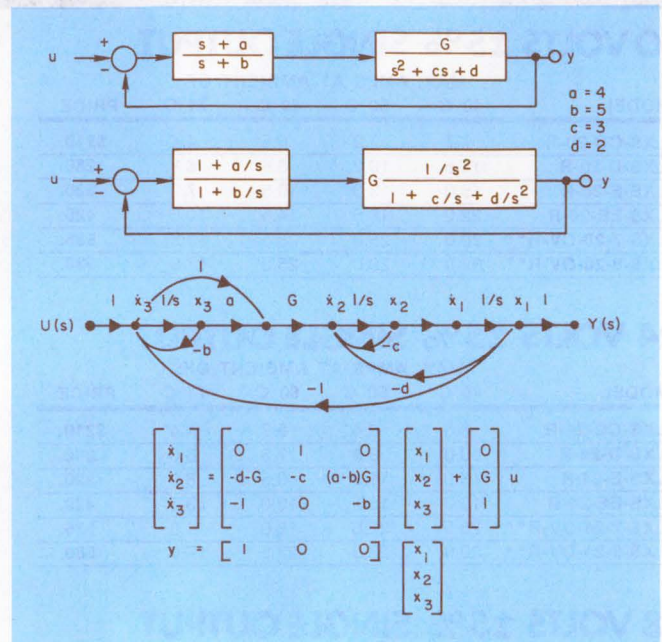 u + − s + a / s + b G / s² + cs + d y
a = 4
b = 5
c = 3
d = 2
u + − 1 + a/s / 1 + b/s G 1/s² / 1 + c/s + d/s² y
1
U(s) 1 ẋ₃ 1/s x₃ a G ẋ₂ 1/s x₂ ẋ₁ 1/s x₁ 1 Y(s)
-b -c
-1 -d
ẋ₁ 0 1 0 x₁ 0
ẋ₂ = -d-G -c (a-b)G x₂ + G u
ẋ₃ -1 0 -b x₃ 1
y = [ 1 0 0 ] x₁
x₂
x₃